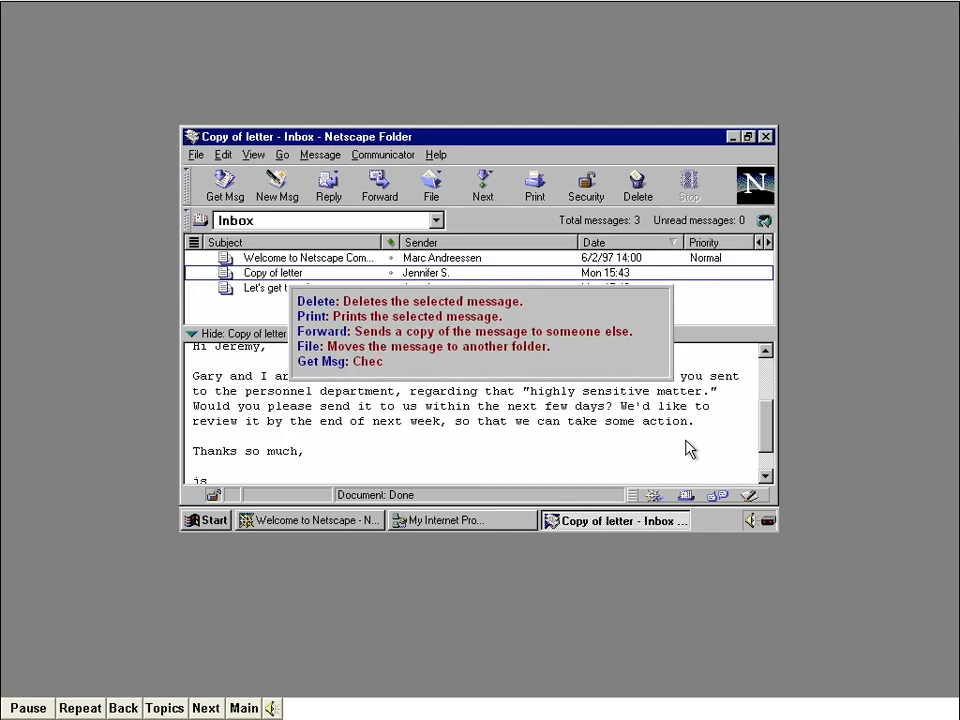 Copy of letter - Inbox - Netscape Folder
File Edit View Go Message Communicator Help
N
Get Msg New Msg Reply Forward File Next Print Security Delete Stop
Inbox Total messages: 3 Unread messages: 0
Subject Sender Date Priority
Welcome to Netscape Com... Marc Andreessen 6/2/97 14:00 Normal
Copy of letter Jennifer S. Mon 15:43
Let's get
Delete: Deletes the selected message.
Print: Prints the selected message.
Forward: Sends a copy of the message to someone else.
File: Moves the message to another folder.
Get Msg: Chec
Hide: Copy of letter
Hi Jeremy,
Gary and I you sent
to the personnel department, regarding that "highly sensitive matter."
Would you please send it to us within the next few days? We'd like to
review it by the end of next week, so that we can take some action.
Thanks so much,
js
Document: Done
Start Welcome to Netscape - N... My Internet Pro... Copy of letter - Inbox ...
Pause Repeat Back Topics Next Main